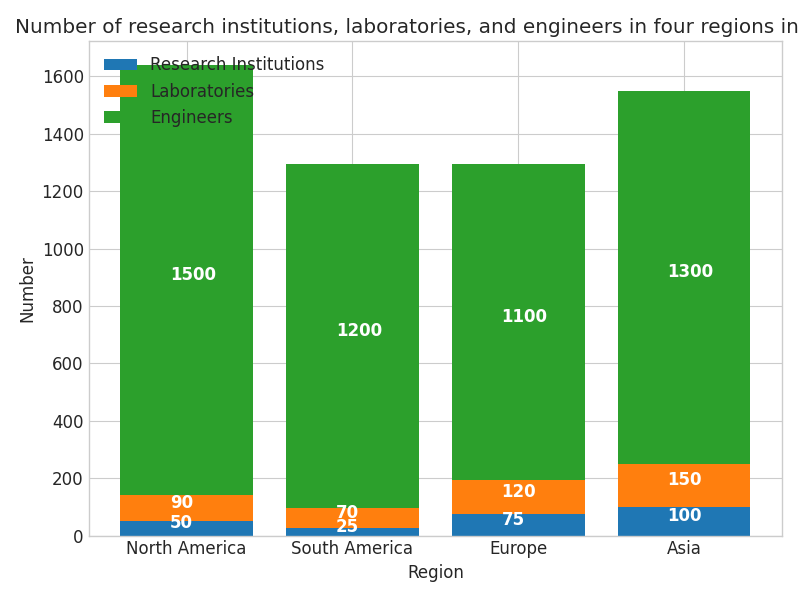 Number of research institutions, laboratories, and engineers in four regions in
Research Institutions
Laboratories
Engineers
1600
1400
1200
1000
800
600
400
200
0
Number
1500
1200
1100
1300
90
70
120
150
50
25
75
100
North America
South America
Europe
Asia
Region